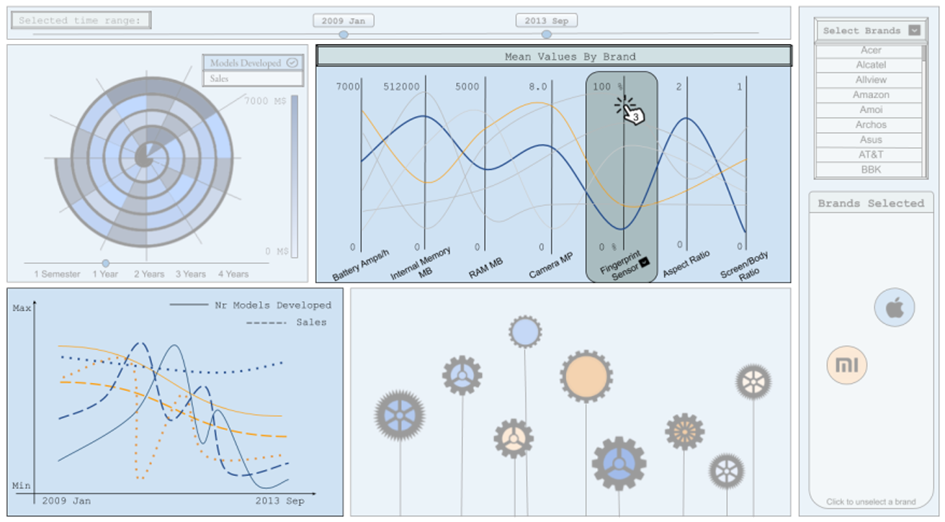 Selected time range:
2009 Jan
2013 Sep
Models Developed
Sales
7000 MS
0 MS
1 Semester
1 Year
2 Years
3 Years
4 Years
Mean Values By Brand
7000
512000
5000
8.0
100 %
2
1
3
0
0
0
0
0 %
0
0
Battery Amps/h
Internal Memory
MB
RAM MB
Camera MP
Fingerprint
Sensor
Aspect Ratio
Screen/Body
Ratio
Select Brands
Acer
Alcatel
Allview
Amazon
Amoi
Archos
Asus
AT&T
BBK
Brands Selected
MI
Click to unselect a brand
Max
Nr Models Developed
Sales
Min
2009 Jan
2013 Sep